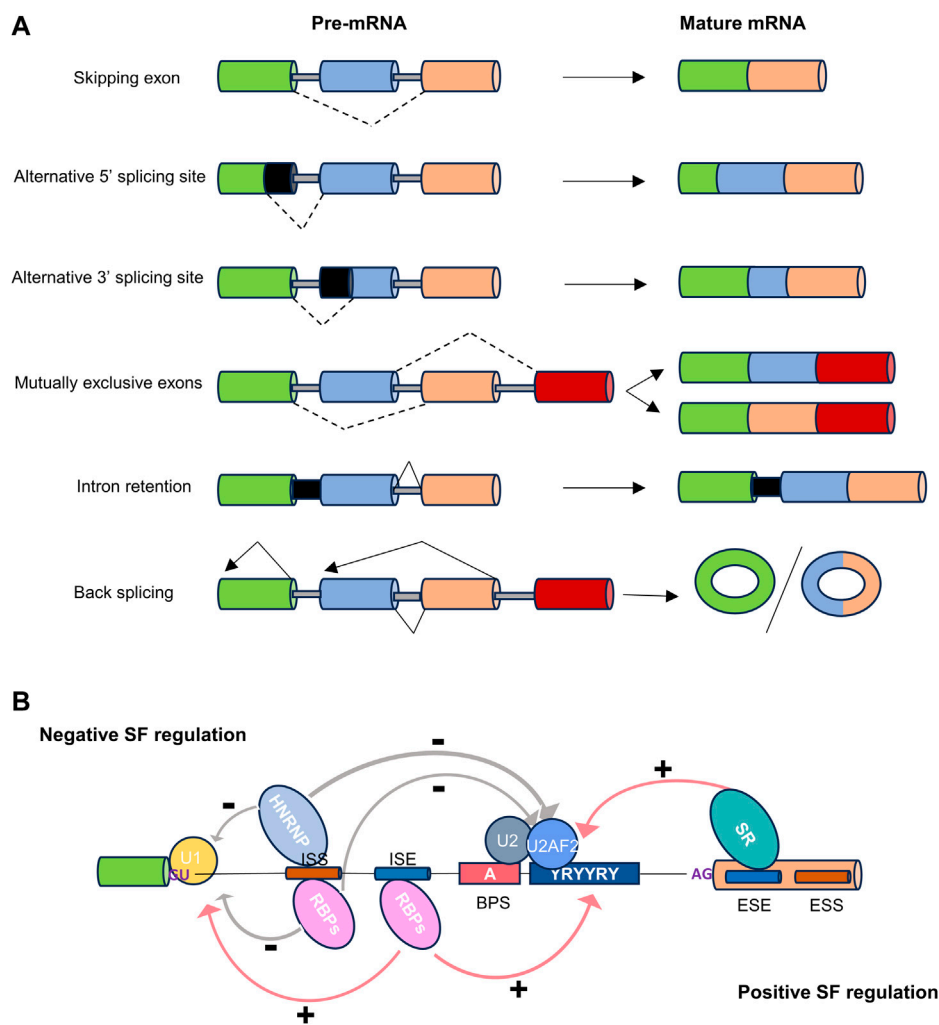 A
Pre-mRNA
Mature mRNA
Skipping exon
Alternative 5’ splicing site
Alternative 3’ splicing site
Mutually exclusive exons
Intron retention
Back splicing
B
Negative SF regulation
-
-
-
+
HNRNP
SR
U1
U2
U2AF2
GU
ISS
ISE
A
YRYYRY
AG
BPS
RBPs
RBPs
ESE
ESS
-
+
+
Positive SF regulation